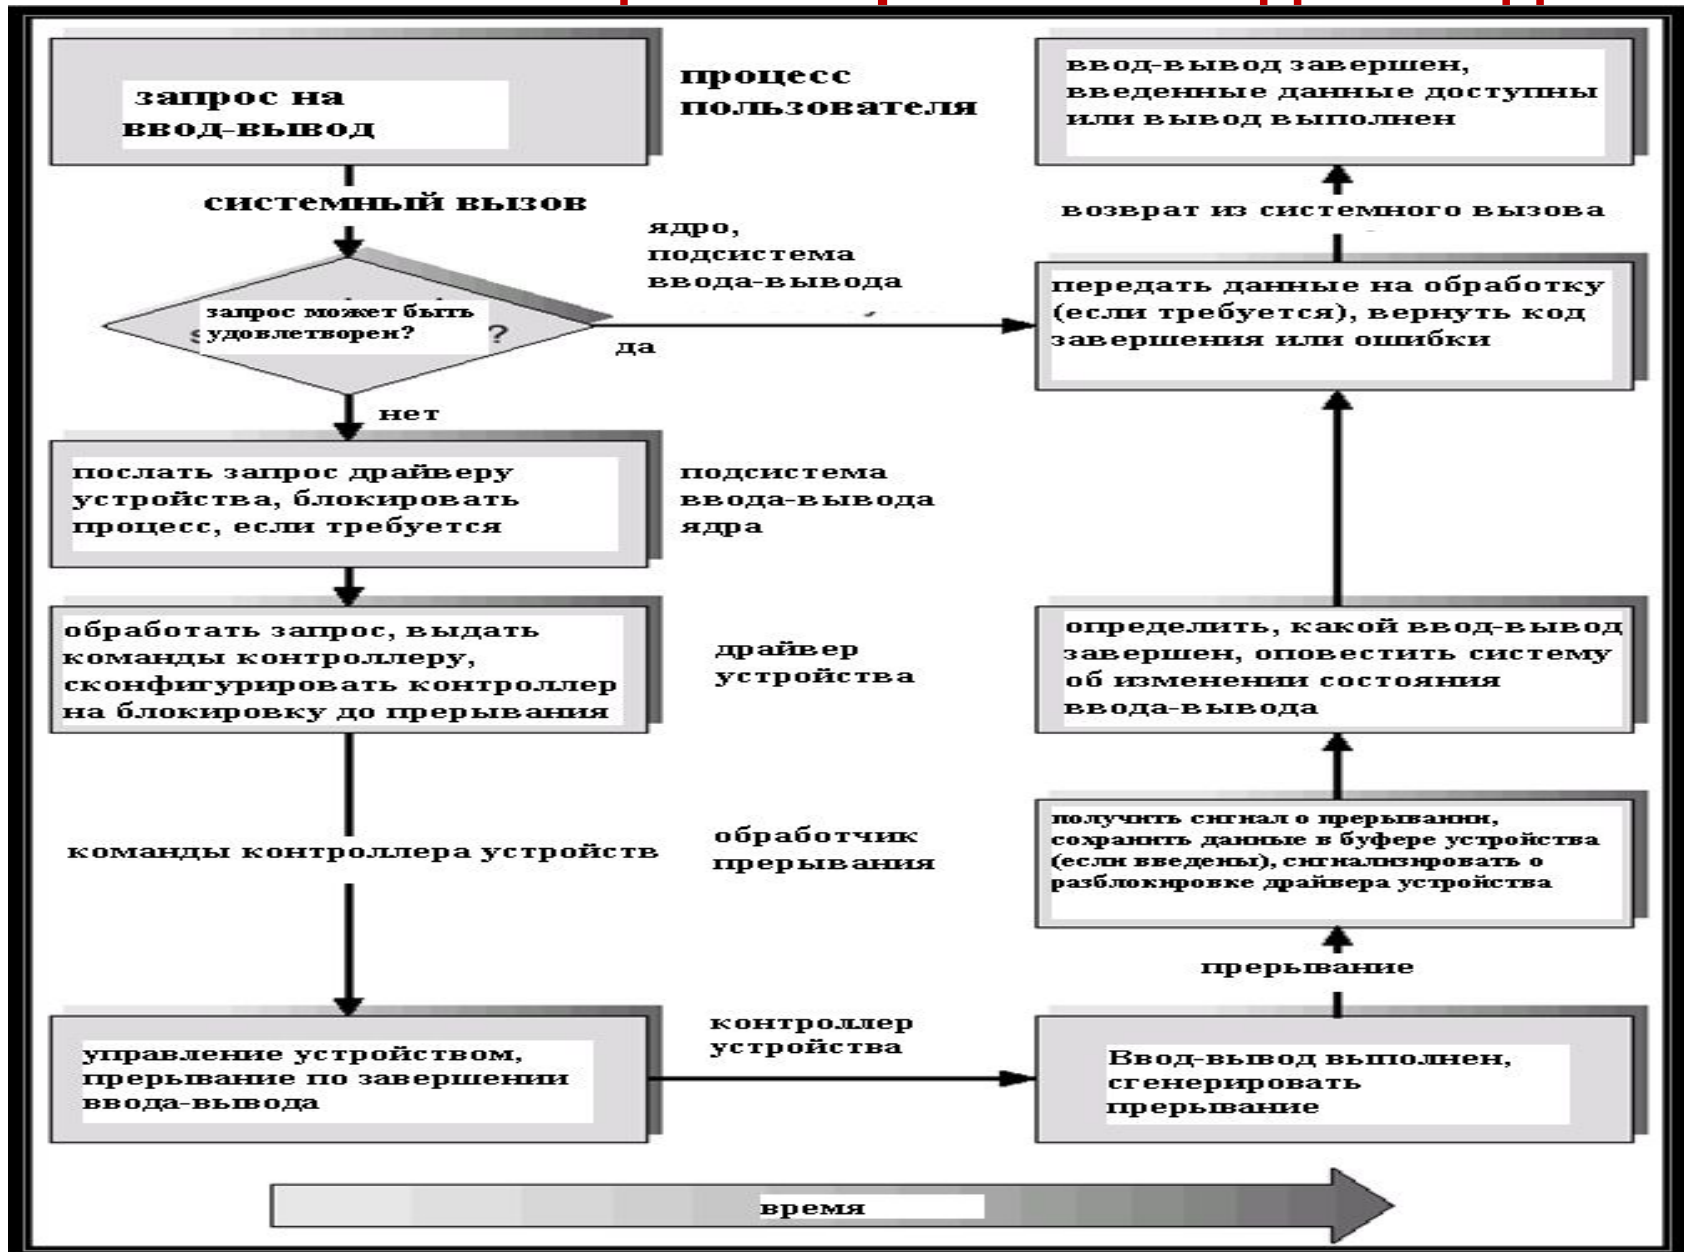 запрос на
ввод-вывод
процесс
пользователя
ввод-вывод завершен,
введенные данные доступны
или вывод выполнен
системный вызов
возврат из системного вызова
ядро,
подсистема
ввода-вывода
запрос может быть
удовлетворен?
?
да
передать данные на обработку
(если требуется), вернуть код
завершения или ошибки
нет
послать запрос драйверу
устройства, блокировать
процесс, если требуется
подсистема
ввода-вывода
ядра
обработать запрос, выдать
команды контроллеру,
сконфигурировать контроллер
на блокировку до прерывания
драйвер
устройства
определить, какой ввод-вывод
завершен, оповестить систему
об изменении состояния
ввода-вывода
команды контроллера устройств
обработчик
прерывания
получить сигнал о прерывании,
сохранить данные в буфере устройства
(если введены), сигнализировать о
разблокировке драйвера устройства
прерывание
управление устройством,
прерывание по завершении
ввода-вывода
контроллер
устройства
Ввод-вывод выполнен,
сгенерировать
прерывание
время